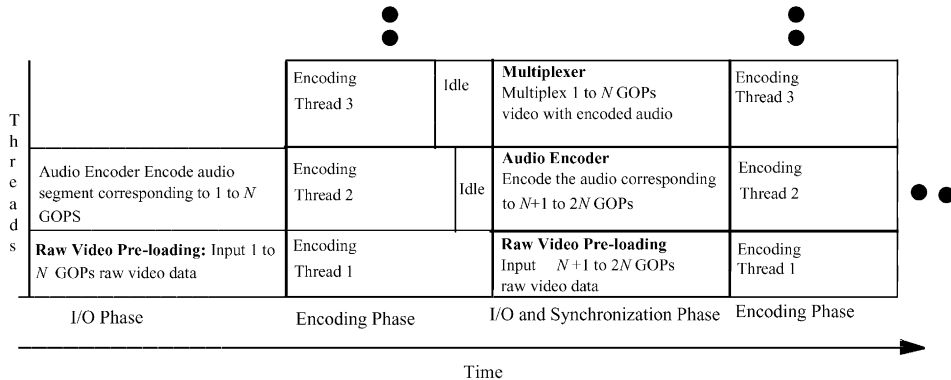 Threads
Encoding
Thread 3
Idle
Multiplexer
Multiplex 1 to N GOPs
video with encoded audio
Encoding
Thread 3
Audio Encoder Encode audio
segment corresponding to 1 to N
GOPS
Encoding
Thread 2
Idle
Audio Encoder
Encode the audio corresponding
to N+1 to 2N GOPs
Encoding
Thread 2
Raw Video Pre-loading: Input 1 to
N GOPs raw video data
Encoding
Thread 1
Raw Video Pre-loading
Input N +1 to 2N GOPs
raw video data
Encoding
Thread 1
I/O Phase
Encoding Phase
I/O and Synchronization Phase
Encoding Phase
Time